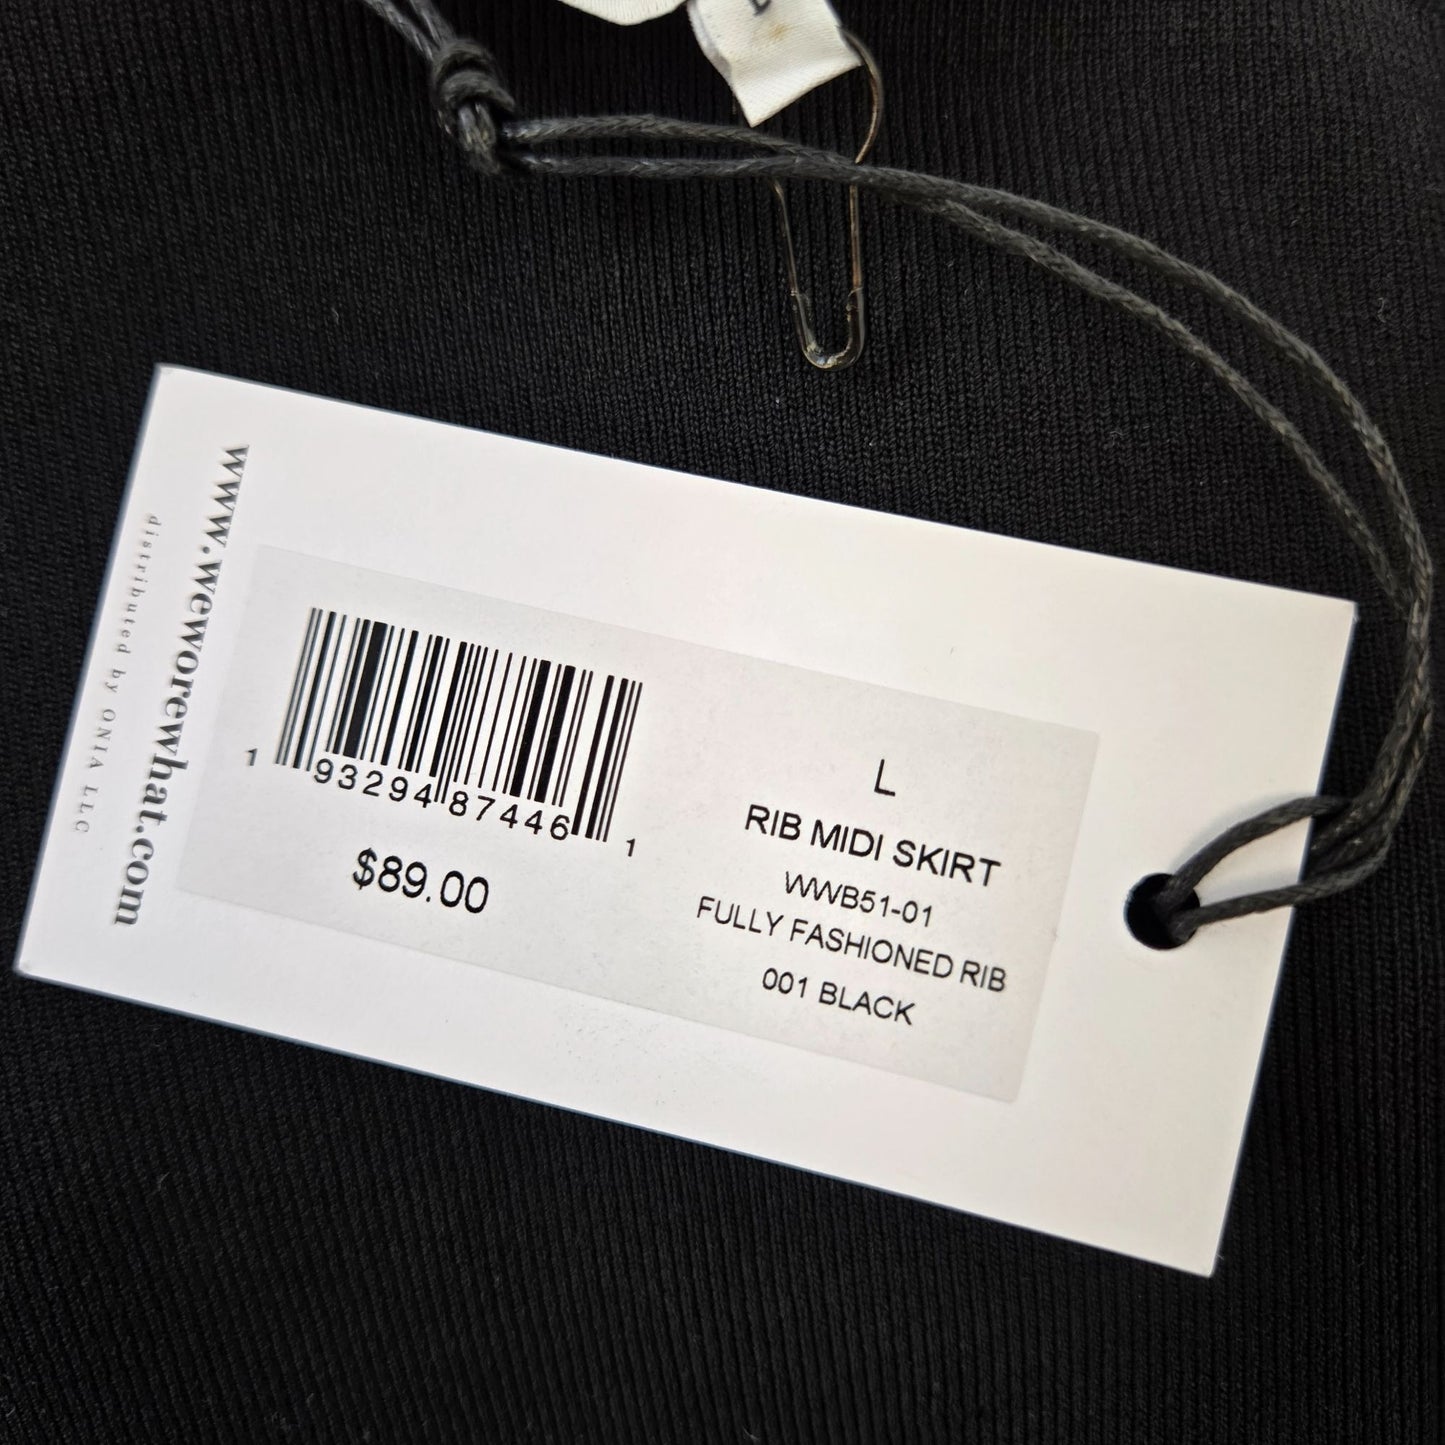 www.weworewhat.com
distributed by ONIA LLC
1 93294 87446 1
$89.00
L
RIB MIDI SKIRT
WWB51-01
FULLY FASHIONED RIB
001 BLACK